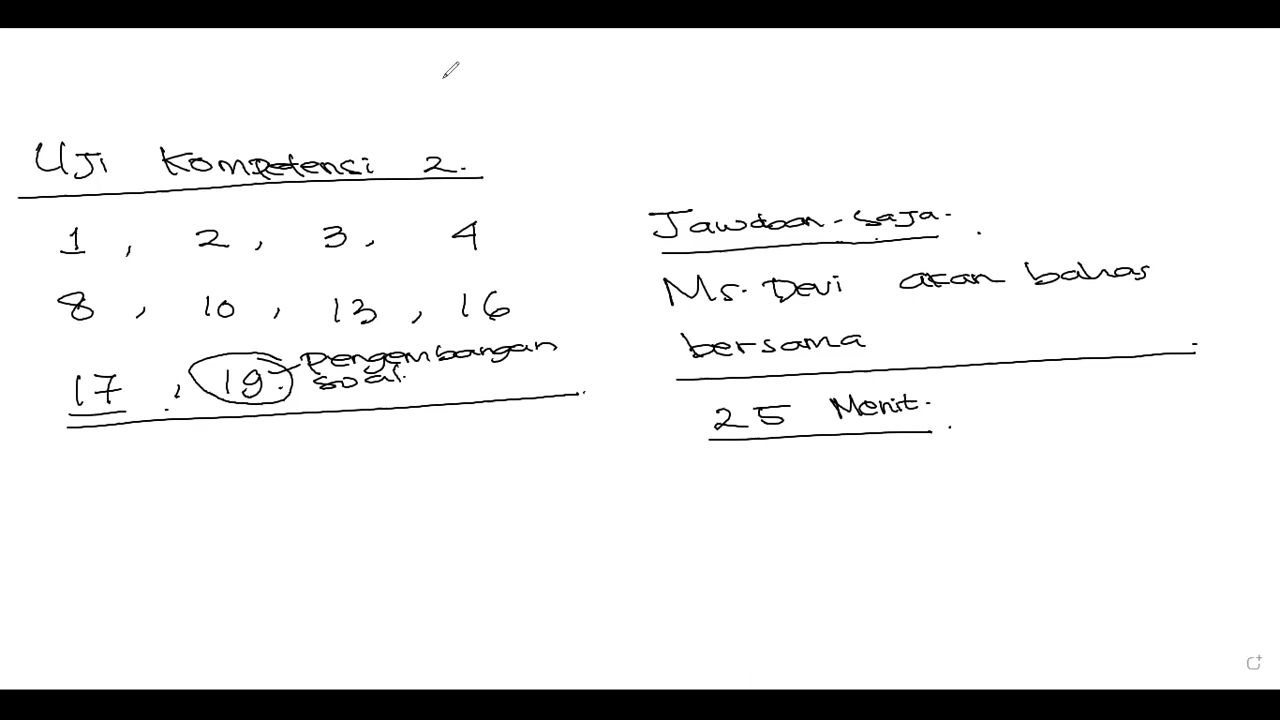 Uji Kompetensi 2.
1, 2, 3, 4
8, 10, 13, 16
17, 19. Pengembangan
soal.
Jawaban saja.
Ms. Devi akan bahas
bersama
25 Menit.